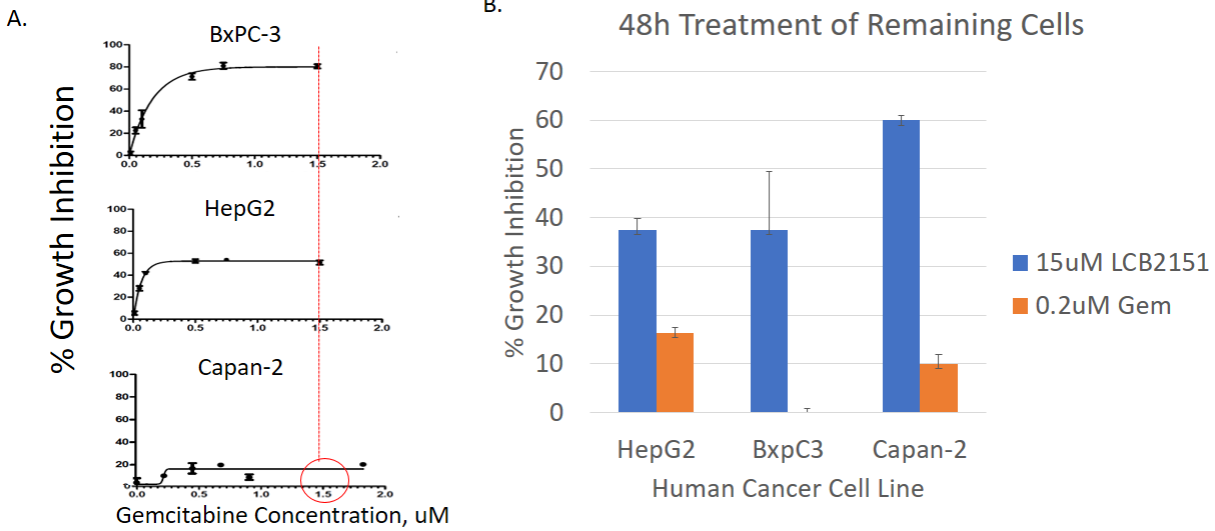 A.
BxPC-3
100
80
60
40
20
0
0.0 0.5 1.0 1.5 2.0
HepG2
100
80
60
40
20
0
0.0 0.5 1.0 1.5 2.0
Capan-2
100
80
60
40
20
0
0.0 0.5 1.0 1.5 2.0
% Growth Inhibition
Gemcitabine Concentration, uM
B.
48h Treatment of Remaining Cells
% Growth Inhibition
70
60
50
40
30
20
10
0
HepG2 BxpC3 Capan-2
Human Cancer Cell Line
15uM LCB2151
0.2uM Gem